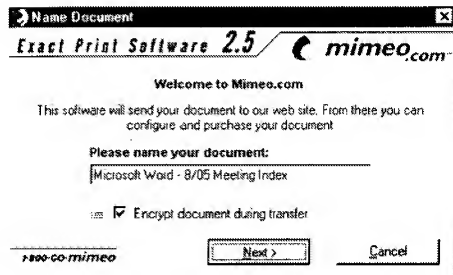 Name Document
Exact Print Software 2.5
mimeo.com
Welcome to Mimeo.com
This software will send your document to our web site. From there you can
configure and purchase your document
Please name your document:
Microsoft Word - 8/05 Meeting Index
Encrypt document during transfer
1-800-GO-mimeo
Next >
Cancel